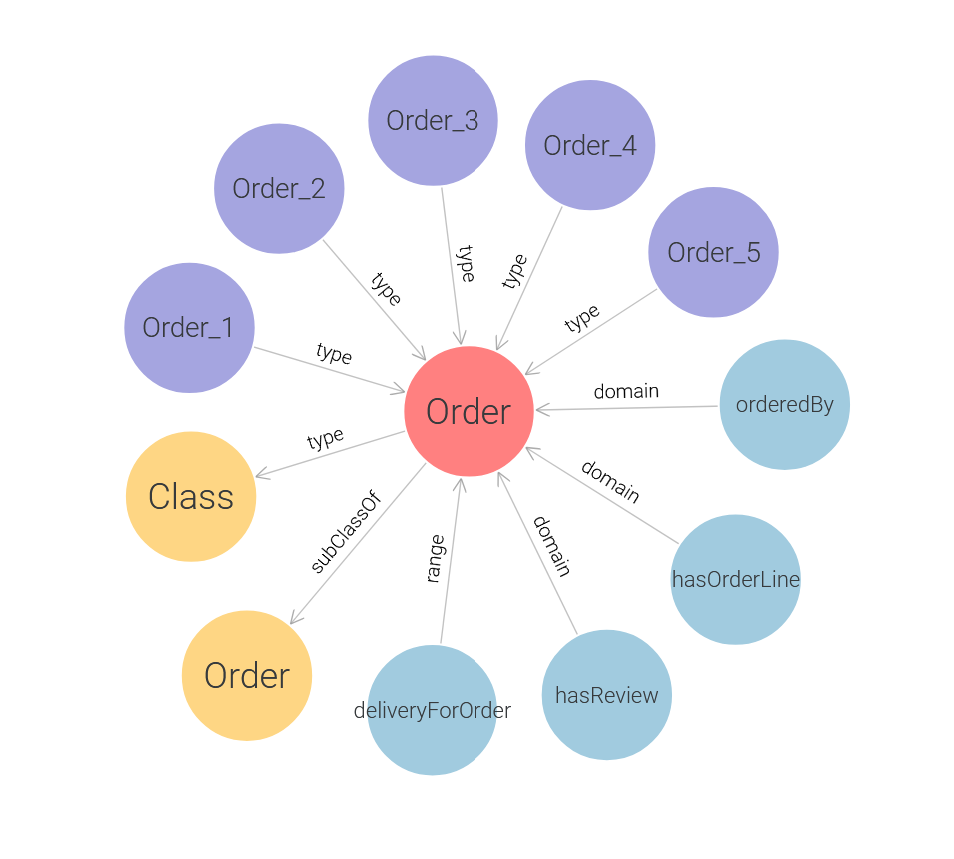 Order_3
Order_4
Order_2
Order_5
type
type
type
type
Order_1
type
domain
orderedBy
Order
type
domain
Class
subClassOf
range
domain
hasOrderLine
Order
deliveryForOrder
hasReview